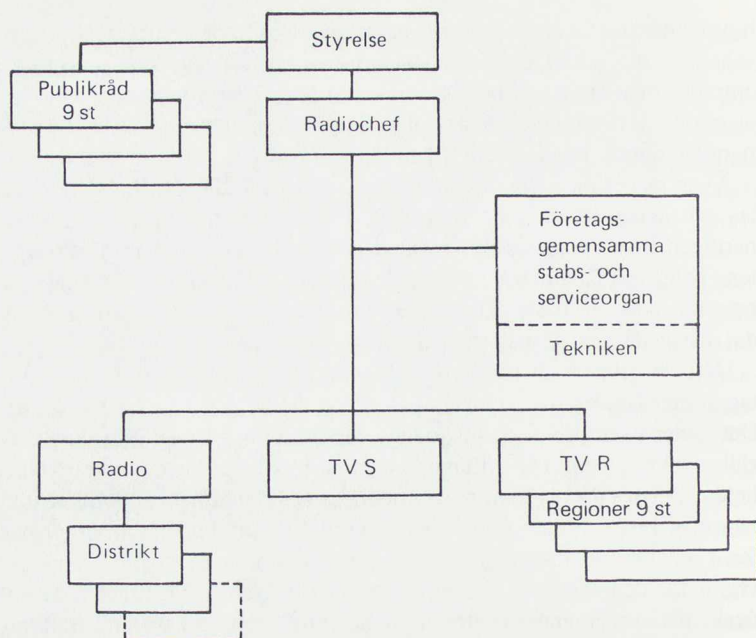 Styrelse
Publikråd
9 st
Radiochef
Företags-
gemensamma
stabs- och
serviceorgan
Tekniken
Radio
TV S
TV R
Regioner 9 st
Distrikt